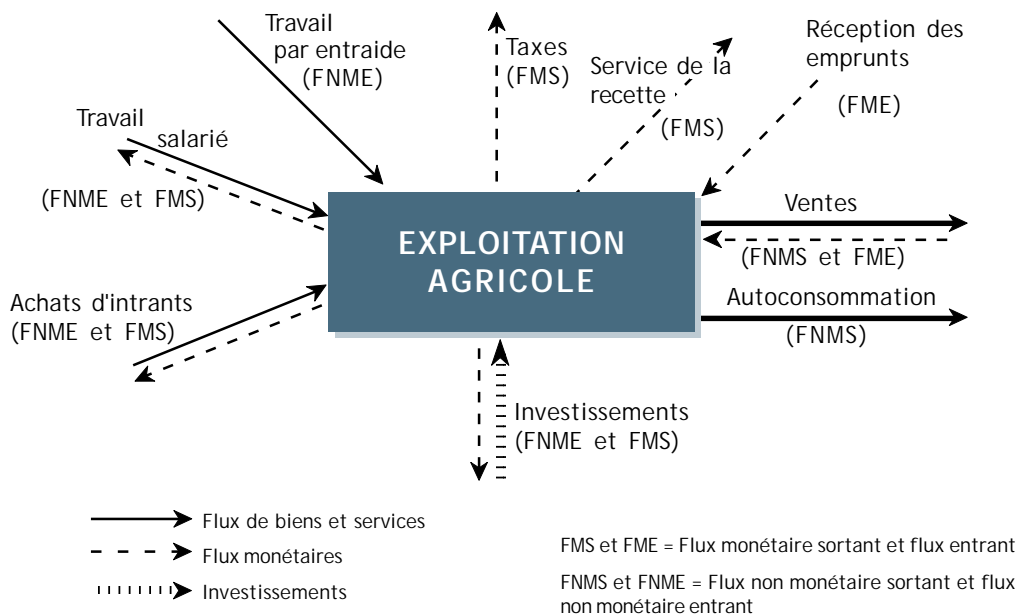 Travail
par entraide
(FNME)
Taxes
(FMS)
Service de la
recette
(FMS)
Réception des
emprunts
(FME)
Travail
salarié
(FNME et FMS)
EXPLOITATION
AGRICOLE
Ventes
(FNMS et FME)
Autoconsommation
(FNMS)
Achats d'intrants
(FNME et FMS)
Investissements
(FNME et FMS)
Flux de biens et services
Flux monétaires
Investissements
FMS et FME = Flux monétaire sortant et flux entrant
FNMS et FNME = Flux non monétaire sortant et flux
non monétaire entrant